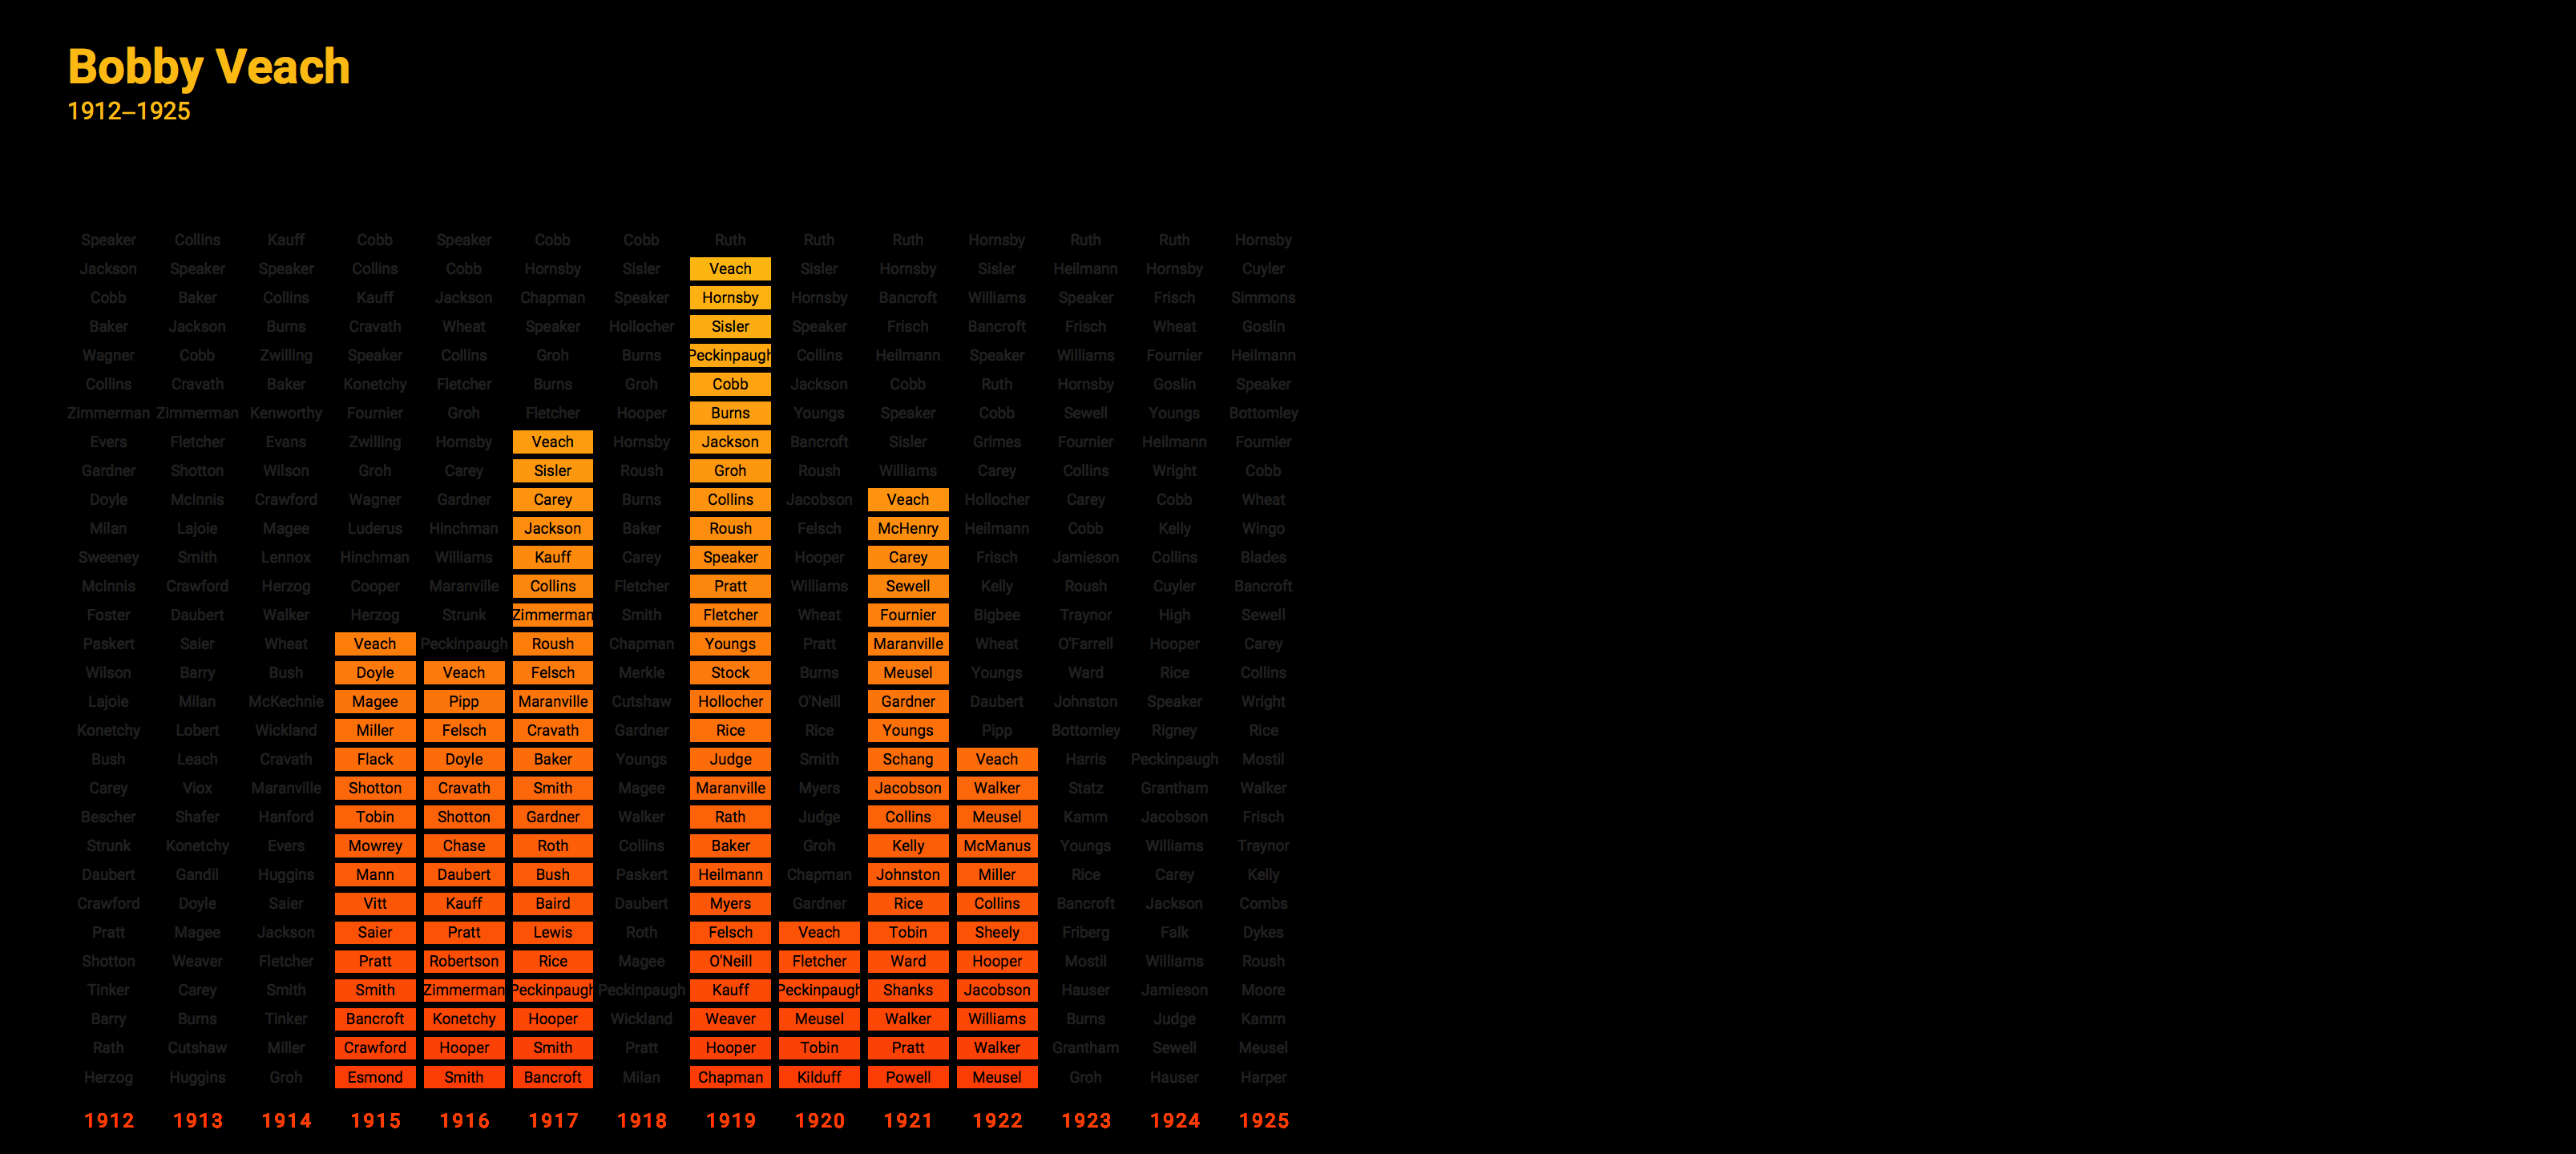 Bobby Veach
1912–1925
Speaker Collins Kauff Cobb Speaker Cobb Cobb Ruth Ruth Ruth Hornsby Ruth Ruth Hornsby
Jackson Speaker Speaker Collins Cobb Hornsby Sisler Veach Sisler Hornsby Sisler Heilmann Hornsby Cuyler
Cobb Baker Collins Kauff Jackson Chapman Speaker Hornsby Hornsby Bancroft Williams Speaker Frisch Simmons
Baker Jackson Burns Cravath Wheat Speaker Hollocher Sisler Speaker Frisch Bancroft Frisch Wheat Goslin
Wagner Cobb Zwilling Speaker Collins Groh Burns Peckinpaugh Collins Heilmann Speaker Williams Fournier Heilmann
Collins Cravath Baker Konetchy Fletcher Burns Groh Cobb Jackson Cobb Ruth Hornsby Goslin Speaker
Zimmerman Zimmerman Kenworthy Fournier Groh Fletcher Hooper Burns Youngs Speaker Cobb Sewell Youngs Bottomley
Evers Fletcher Evans Zwilling Hornsby Veach Hornsby Jackson Bancroft Sisler Grimes Fournier Heilmann Fournier
Gardner Shotton Wilson Groh Carey Sisler Roush Groh Roush Williams Carey Collins Wright Cobb
Doyle McInnis Crawford Wagner Gardner Carey Burns Collins Jacobson Veach Hollocher Carey Cobb Wheat
Milan Lajoie Magee Luderus Hinchman Jackson Baker Roush Felsch McHenry Heilmann Cobb Kelly Wingo
Sweeney Smith Lennox Hinchman Williams Kauff Carey Speaker Hooper Carey Frisch Jamieson Collins Blades
McInnis Crawford Herzog Cooper Maranville Collins Fletcher Pratt Williams Sewell Kelly Roush Cuyler Bancroft
Foster Daubert Walker Herzog Strunk Zimmerman Smith Fletcher Wheat Fournier Bigbee Traynor High Sewell
Paskert Saier Wheat Veach Peckinpaugh Roush Chapman Youngs Pratt Maranville Wheat O'Farrell Hooper Carey
Wilson Barry Bush Doyle Veach Felsch Merkle Stock Burns Meusel Youngs Ward Rice Collins
Lajoie Milan McKechnie Magee Pipp Maranville Cutshaw Hollocher O'Neill Gardner Daubert Johnston Speaker Wright
Konetchy Lobert Wickland Miller Felsch Cravath Gardner Rice Rice Youngs Pipp Bottomley Rigney Rice
Bush Leach Cravath Flack Doyle Baker Youngs Judge Smith Schang Veach Harris Peckinpaugh Mostil
Carey Viox Maranville Shotton Cravath Smith Magee Maranville Myers Jacobson Walker Statz Grantham Walker
Bescher Shafer Hanford Tobin Shotton Gardner Walker Rath Judge Collins Meusel Kamm Jacobson Frisch
Strunk Konetchy Evers Mowrey Chase Roth Collins Baker Groh Kelly McManus Youngs Williams Traynor
Daubert Gandil Huggins Mann Daubert Bush Paskert Heilmann Chapman Johnston Miller Rice Carey Kelly
Crawford Doyle Saier Vitt Kauff Baird Daubert Myers Gardner Rice Collins Bancroft Jackson Combs
Pratt Magee Jackson Saier Pratt Lewis Roth Felsch Veach Tobin Sheely Friberg Falk Dykes
Shotton Weaver Fletcher Pratt Robertson Rice Magee O'Neill Fletcher Ward Hooper Mostil Williams Roush
Tinker Carey Smith Smith Zimmerman Peckinpaugh Peckinpaugh Kauff Peckinpaugh Shanks Jacobson Hauser Jamieson Moore
Barry Burns Tinker Bancroft Konetchy Hooper Wickland Weaver Meusel Walker Williams Burns Judge Kamm
Rath Cutshaw Miller Crawford Hooper Smith Pratt Hooper Tobin Pratt Walker Grantham Sewell Meusel
Herzog Huggins Groh Esmond Smith Bancroft Milan Chapman Kilduff Powell Meusel Groh Hauser Harper
1912 1913 1914 1915 1916 1917 1918 1919 1920 1921 1922 1923 1924 1925